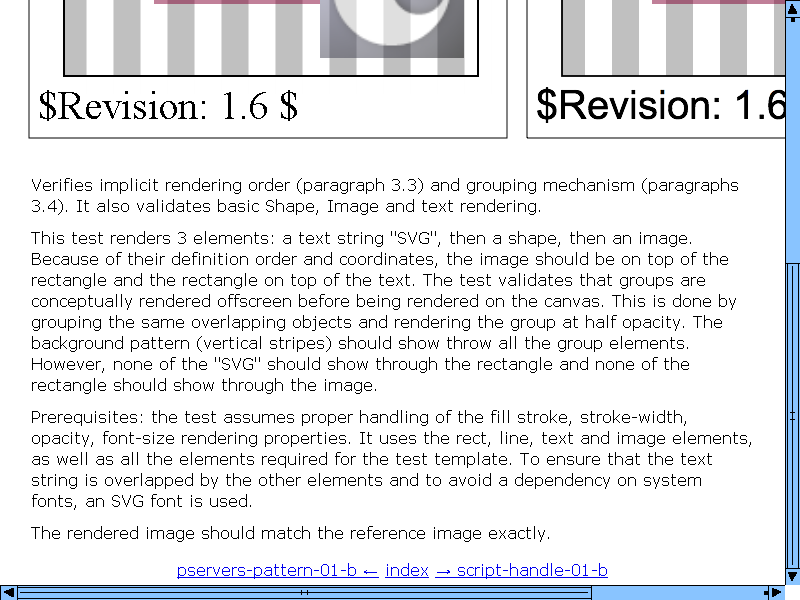 $Revision: 1.6 $
$Revision: 1.6
Verifies implicit rendering order (paragraph 3.3) and grouping mechanism (paragraphs
3.4). It also validates basic Shape, Image and text rendering.
This test renders 3 elements: a text string "SVG", then a shape, then an image.
Because of their definition order and coordinates, the image should be on top of the
rectangle and the rectangle on top of the text. The test validates that groups are
conceptually rendered offscreen before being rendered on the canvas. This is done by
grouping the same overlapping objects and rendering the group at half opacity. The
background pattern (vertical stripes) should show throw all the group elements.
However, none of the "SVG" should show through the rectangle and none of the
rectangle should show through the image.
Prerequisites: the test assumes proper handling of the fill stroke, stroke-width,
opacity, font-size rendering properties. It uses the rect, line, text and image elements,
as well as all the elements required for the test template. To ensure that the text
string is overlapped by the other elements and to avoid a dependency on system
fonts, an SVG font is used.
The rendered image should match the reference image exactly.
pservers-pattern-01-b ← index → script-handle-01-b